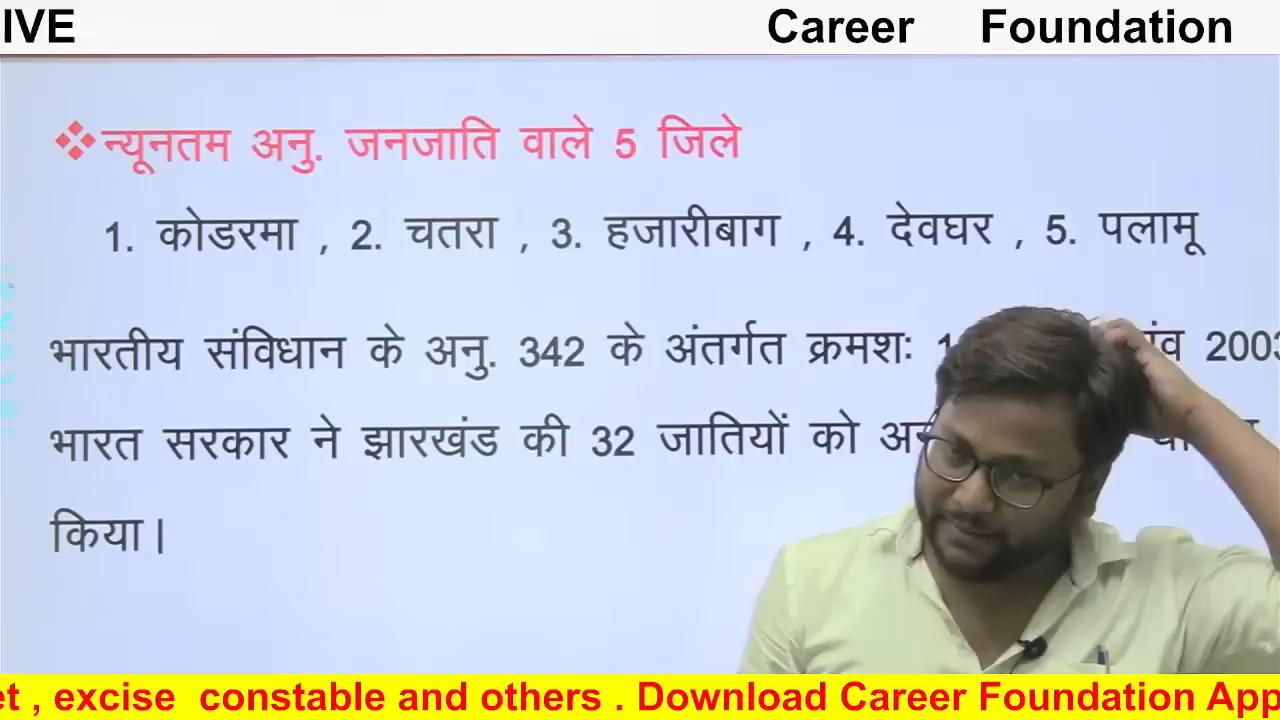 IVE Career Foundation
❖न्यूनतम अनु. जनजाति वाले 5 जिले
1. कोडरमा , 2. चतरा , 3. हजारीबाग , 4. देवघर , 5. पलामू
भारतीय संविधान के अनु. 342 के अंतर्गत क्रमशः 2003
भारत सरकार ने झारखंड की 32 जातियों को
किया।
et , excise constable and others . Download Career Foundation App